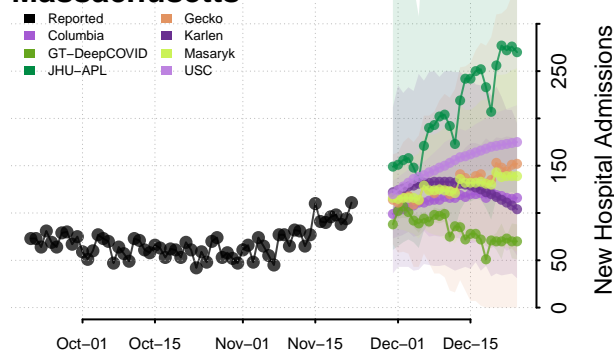 Massachusetts
Reported
Columbia
GT−DeepCOVID
JHU−APL
Gecko
Karlen
Masaryk
USC
0
50
150
250
New Hospital Admissions
Oct−01
Oct−15
Nov−01
Nov−15
Dec−01
Dec−15